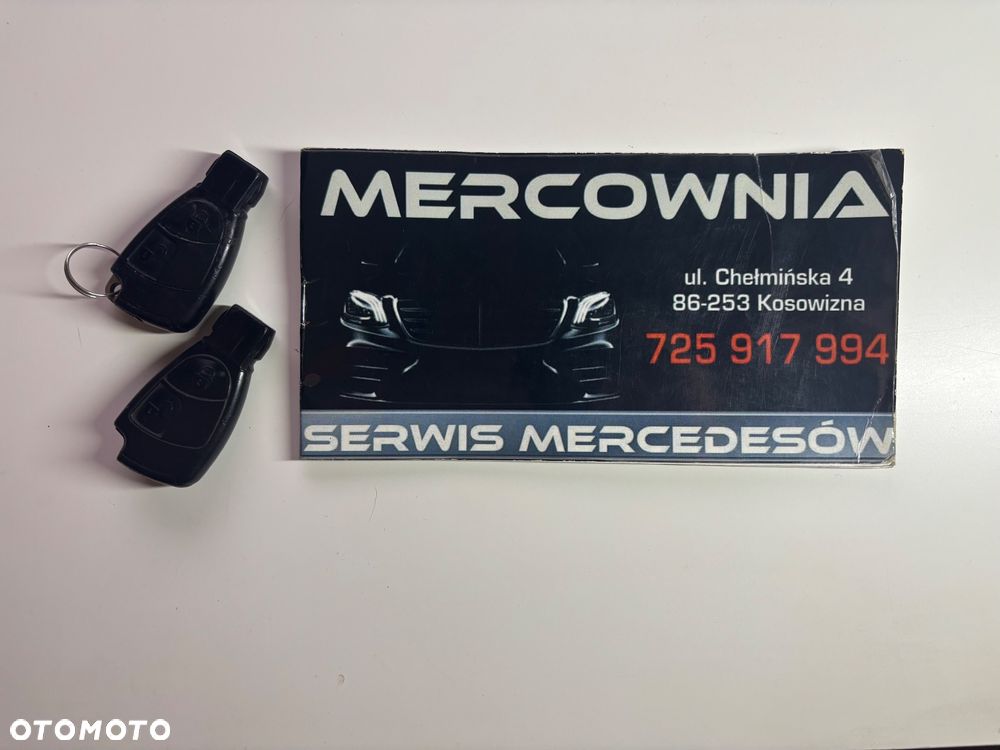 MERCOWNIA
ul. Chełmińska 4
86-253 Kosowizna
725 917 994
SERWIS MERCEDESÓW
OTOMOTO